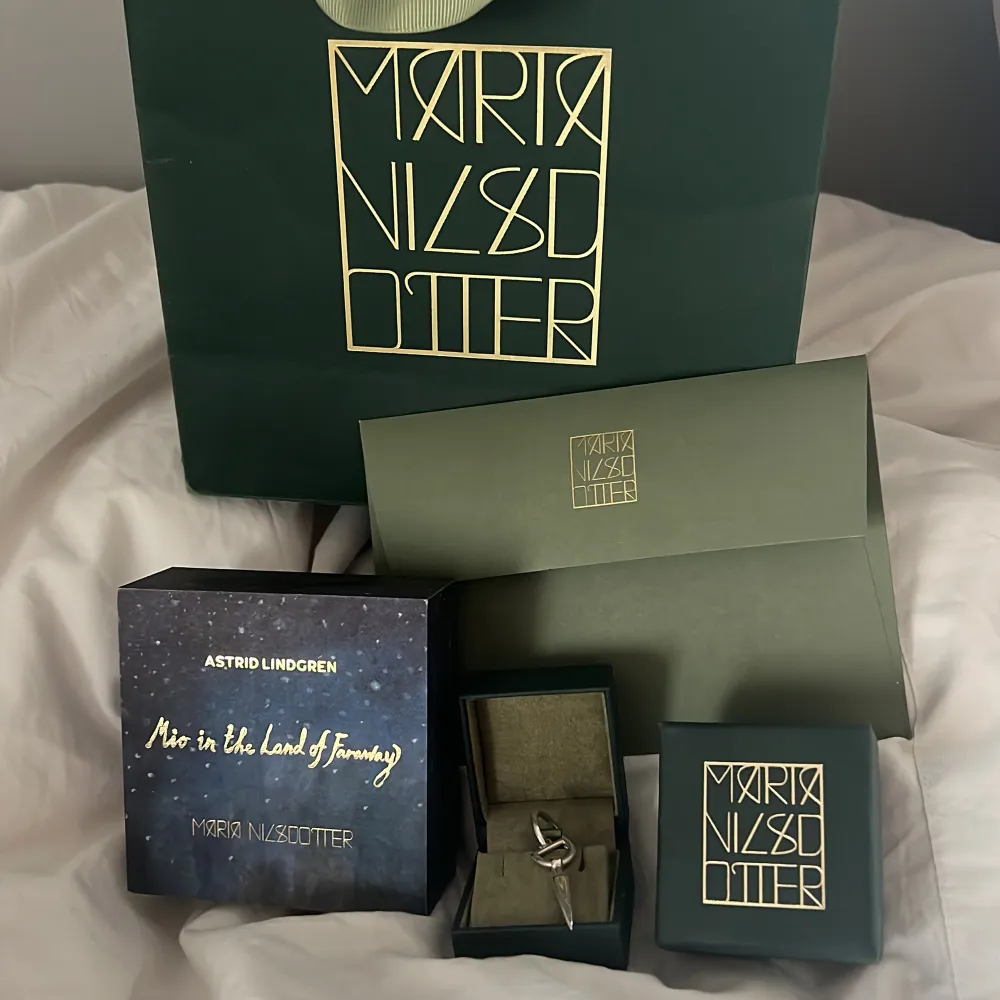 MARIA
NILSD
OTTER
MARIA
NILSD
OTTER
ASTRID LINDGREN
Mio in the Land of Faraway
MARIA NILSDOTTER
MARIA
NILSD
OTTER